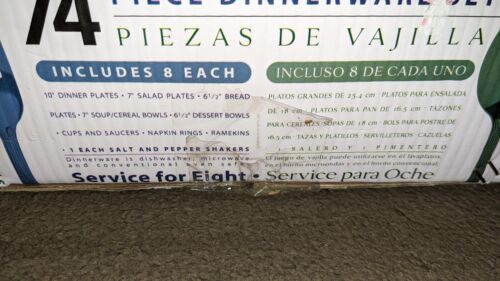 74 PIECE DINNERWARE SET
PIEZAS DE VAJILLA
INCLUDES 8 EACH
10" DINNER PLATES • 7" SALAD PLATES • 6½" BREAD
PLATES • 7" SOUP/CEREAL BOWLS • 6½" DESSERT BOWLS
• CUPS AND SAUCERS • NAPKIN RINGS • RAMEKINS
• 1 EACH SALT AND PEPPER SHAKERS
Dinnerware is dishwasher, microwave
and conventional oven safe.
Service for Eight •
INCLUSO 8 DE CADA UNO
PLATOS GRANDES DE 25.4 cm | PLATOS PARA ENSALADA
DE 18 cm | PLATOS PARA PAN DE 16.5 cm | TAZONES
PARA CEREALES/SOPAS DE 18 cm | BOLS PARA POSTRE DE
16.5 cm | TAZAS Y PLATILLOS | SERVILLETEROS | CAZUELAS
1 SALERO Y 1 PIMENTERO
El juego de vajilla puede utilizarse en el lavaplatos,
en el horno microondas y en el horno convencional.
Service para Oche